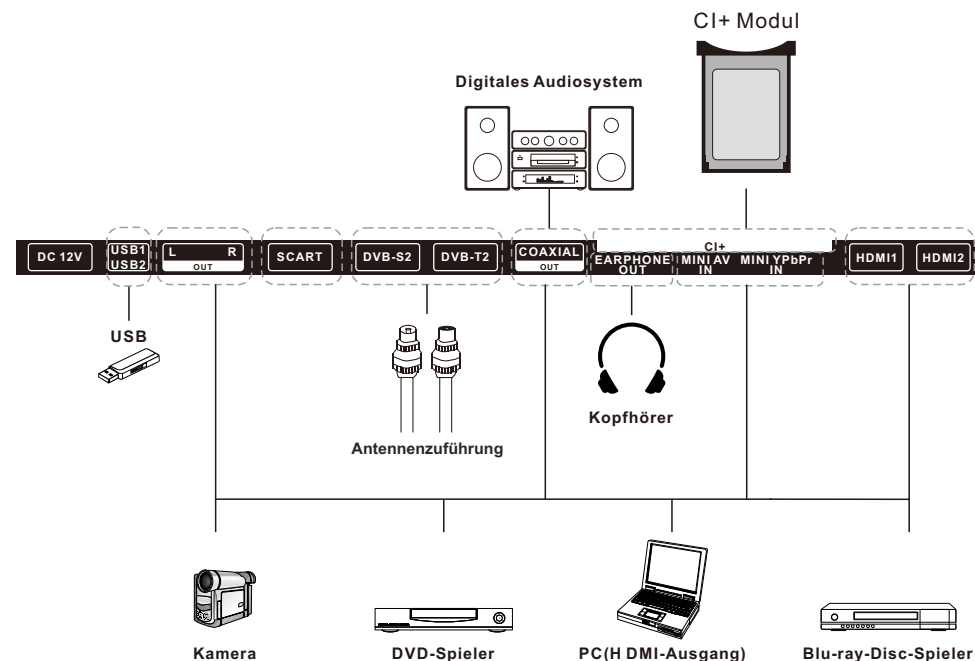 CI+ Modul
Digitales Audiosystem
DC 12V
USB1
USB2
L R
OUT
SCART
DVB-S2
DVB-T2
COAXIAL
OUT
CI+
EARPHONE
OUT
MINI AV
IN
MINI YPbPr
IN
HDMI1
HDMI2
USB
Antennenzuführung
Kopfhörer
Kamera
DVD-Spieler
PC(H DMI-Ausgang)
Blu-ray-Disc-Spieler